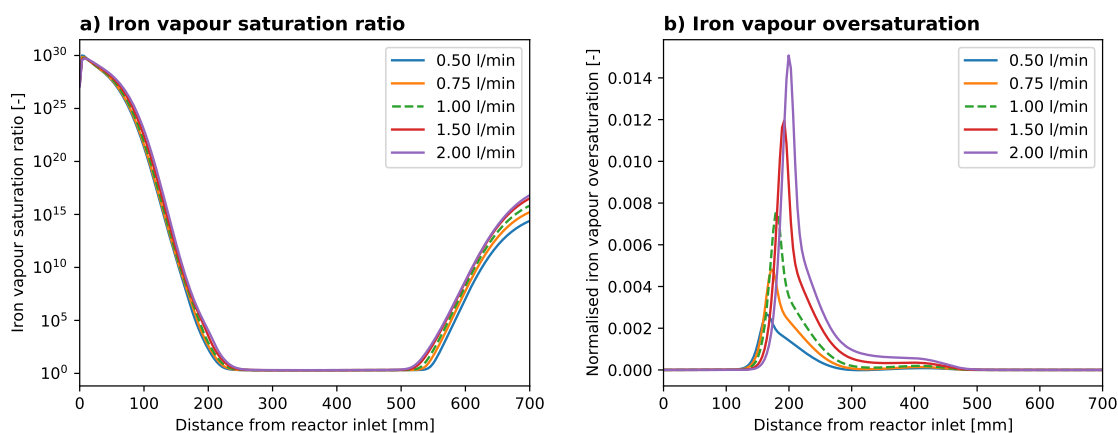 a) Iron vapour saturation ratio
Iron vapour saturation ratio [-]
10^30
10^25
10^20
10^15
10^10
10^5
10^0
0 100 200 300 400 500 600 700
Distance from reactor inlet [mm]
0.50 l/min
0.75 l/min
1.00 l/min
1.50 l/min
2.00 l/min
b) Iron vapour oversaturation
Normalised iron vapour oversaturation [-]
0.014
0.012
0.010
0.008
0.006
0.004
0.002
0.000
0 100 200 300 400 500 600 700
Distance from reactor inlet [mm]
0.50 l/min
0.75 l/min
1.00 l/min
1.50 l/min
2.00 l/min